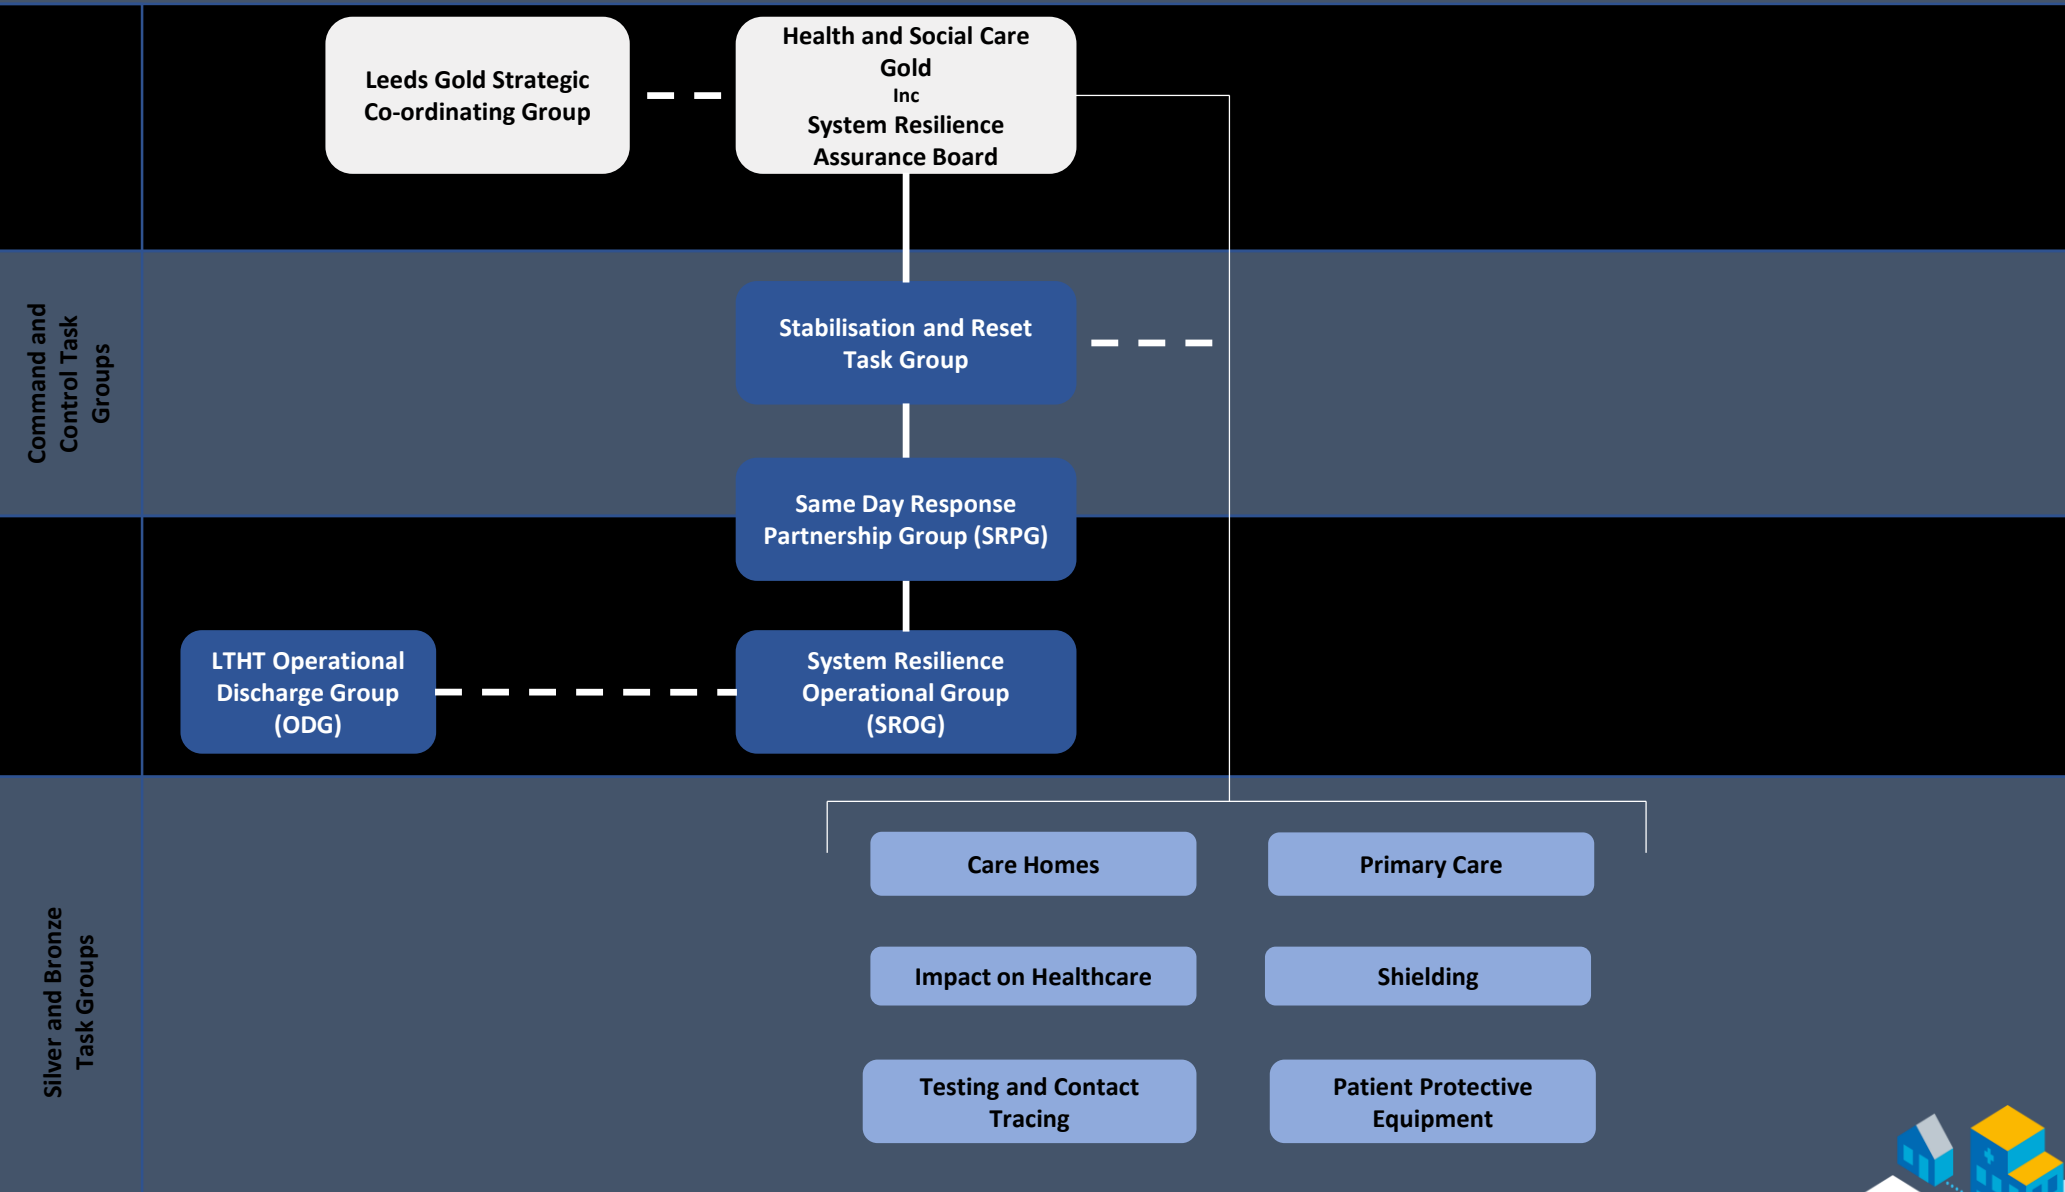 Leeds Gold Strategic
Co-ordinating Group
Health and Social Care
Gold
Inc
System Resilience
Assurance Board
Command and
Control Task
Groups
Stabilisation and Reset
Task Group
Same Day Response
Partnership Group (SRPG)
LTHT Operational
Discharge Group
(ODG)
System Resilience
Operational Group
(SROG)
Silver and Bronze
Task Groups
Care Homes
Primary Care
Impact on Healthcare
Shielding
Testing and Contact
Tracing
Patient Protective
Equipment